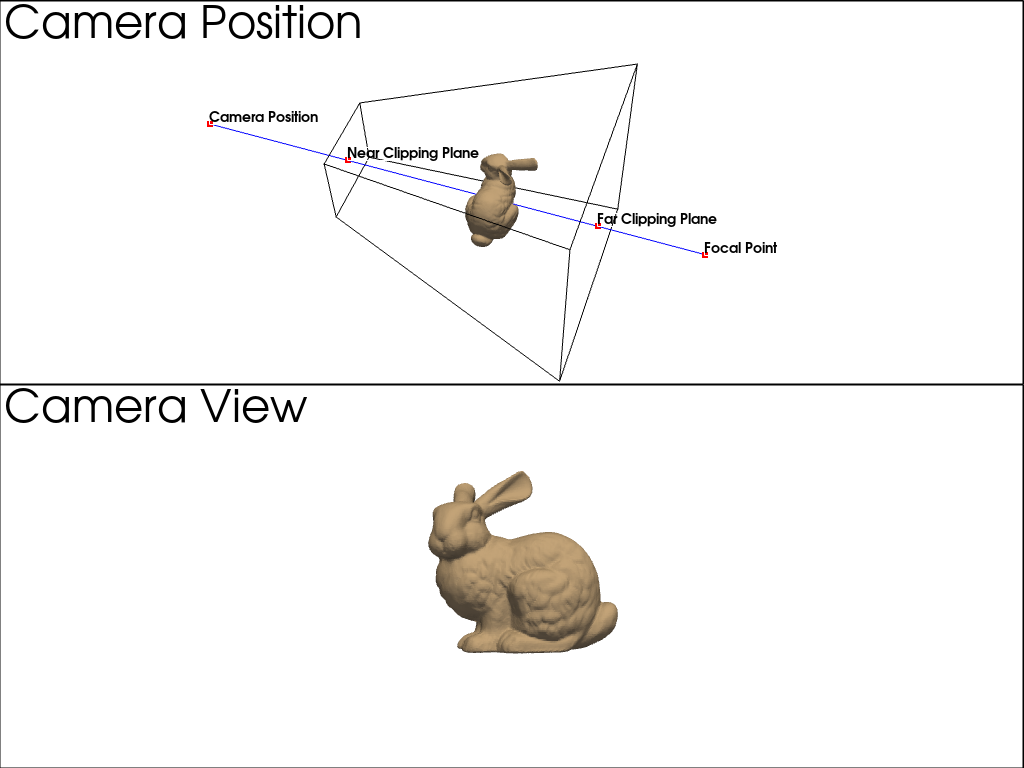 Camera Position
Camera Position
Near Clipping Plane
Far Clipping Plane
Focal Point
Camera View